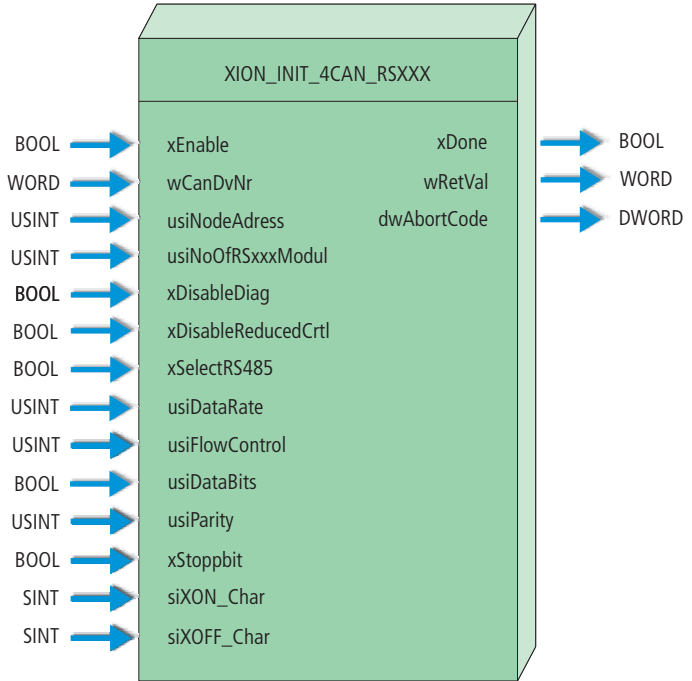 XION_INIT_4CAN_RSXXX
BOOL xEnable xDone BOOL
WORD wCanDvNr wRetVal WORD
USINT usiNodeAdress dwAbortCode DWORD
USINT usiNoOfRSxxxModul
BOOL xDisableDiag
BOOL xDisableReducedCrtl
BOOL xSelectRS485
USINT usiDataRate
USINT usiFlowControl
BOOL usiDataBits
USINT usiParity
BOOL xStoppbit
SINT siXON_Char
SINT siXOFF_Char